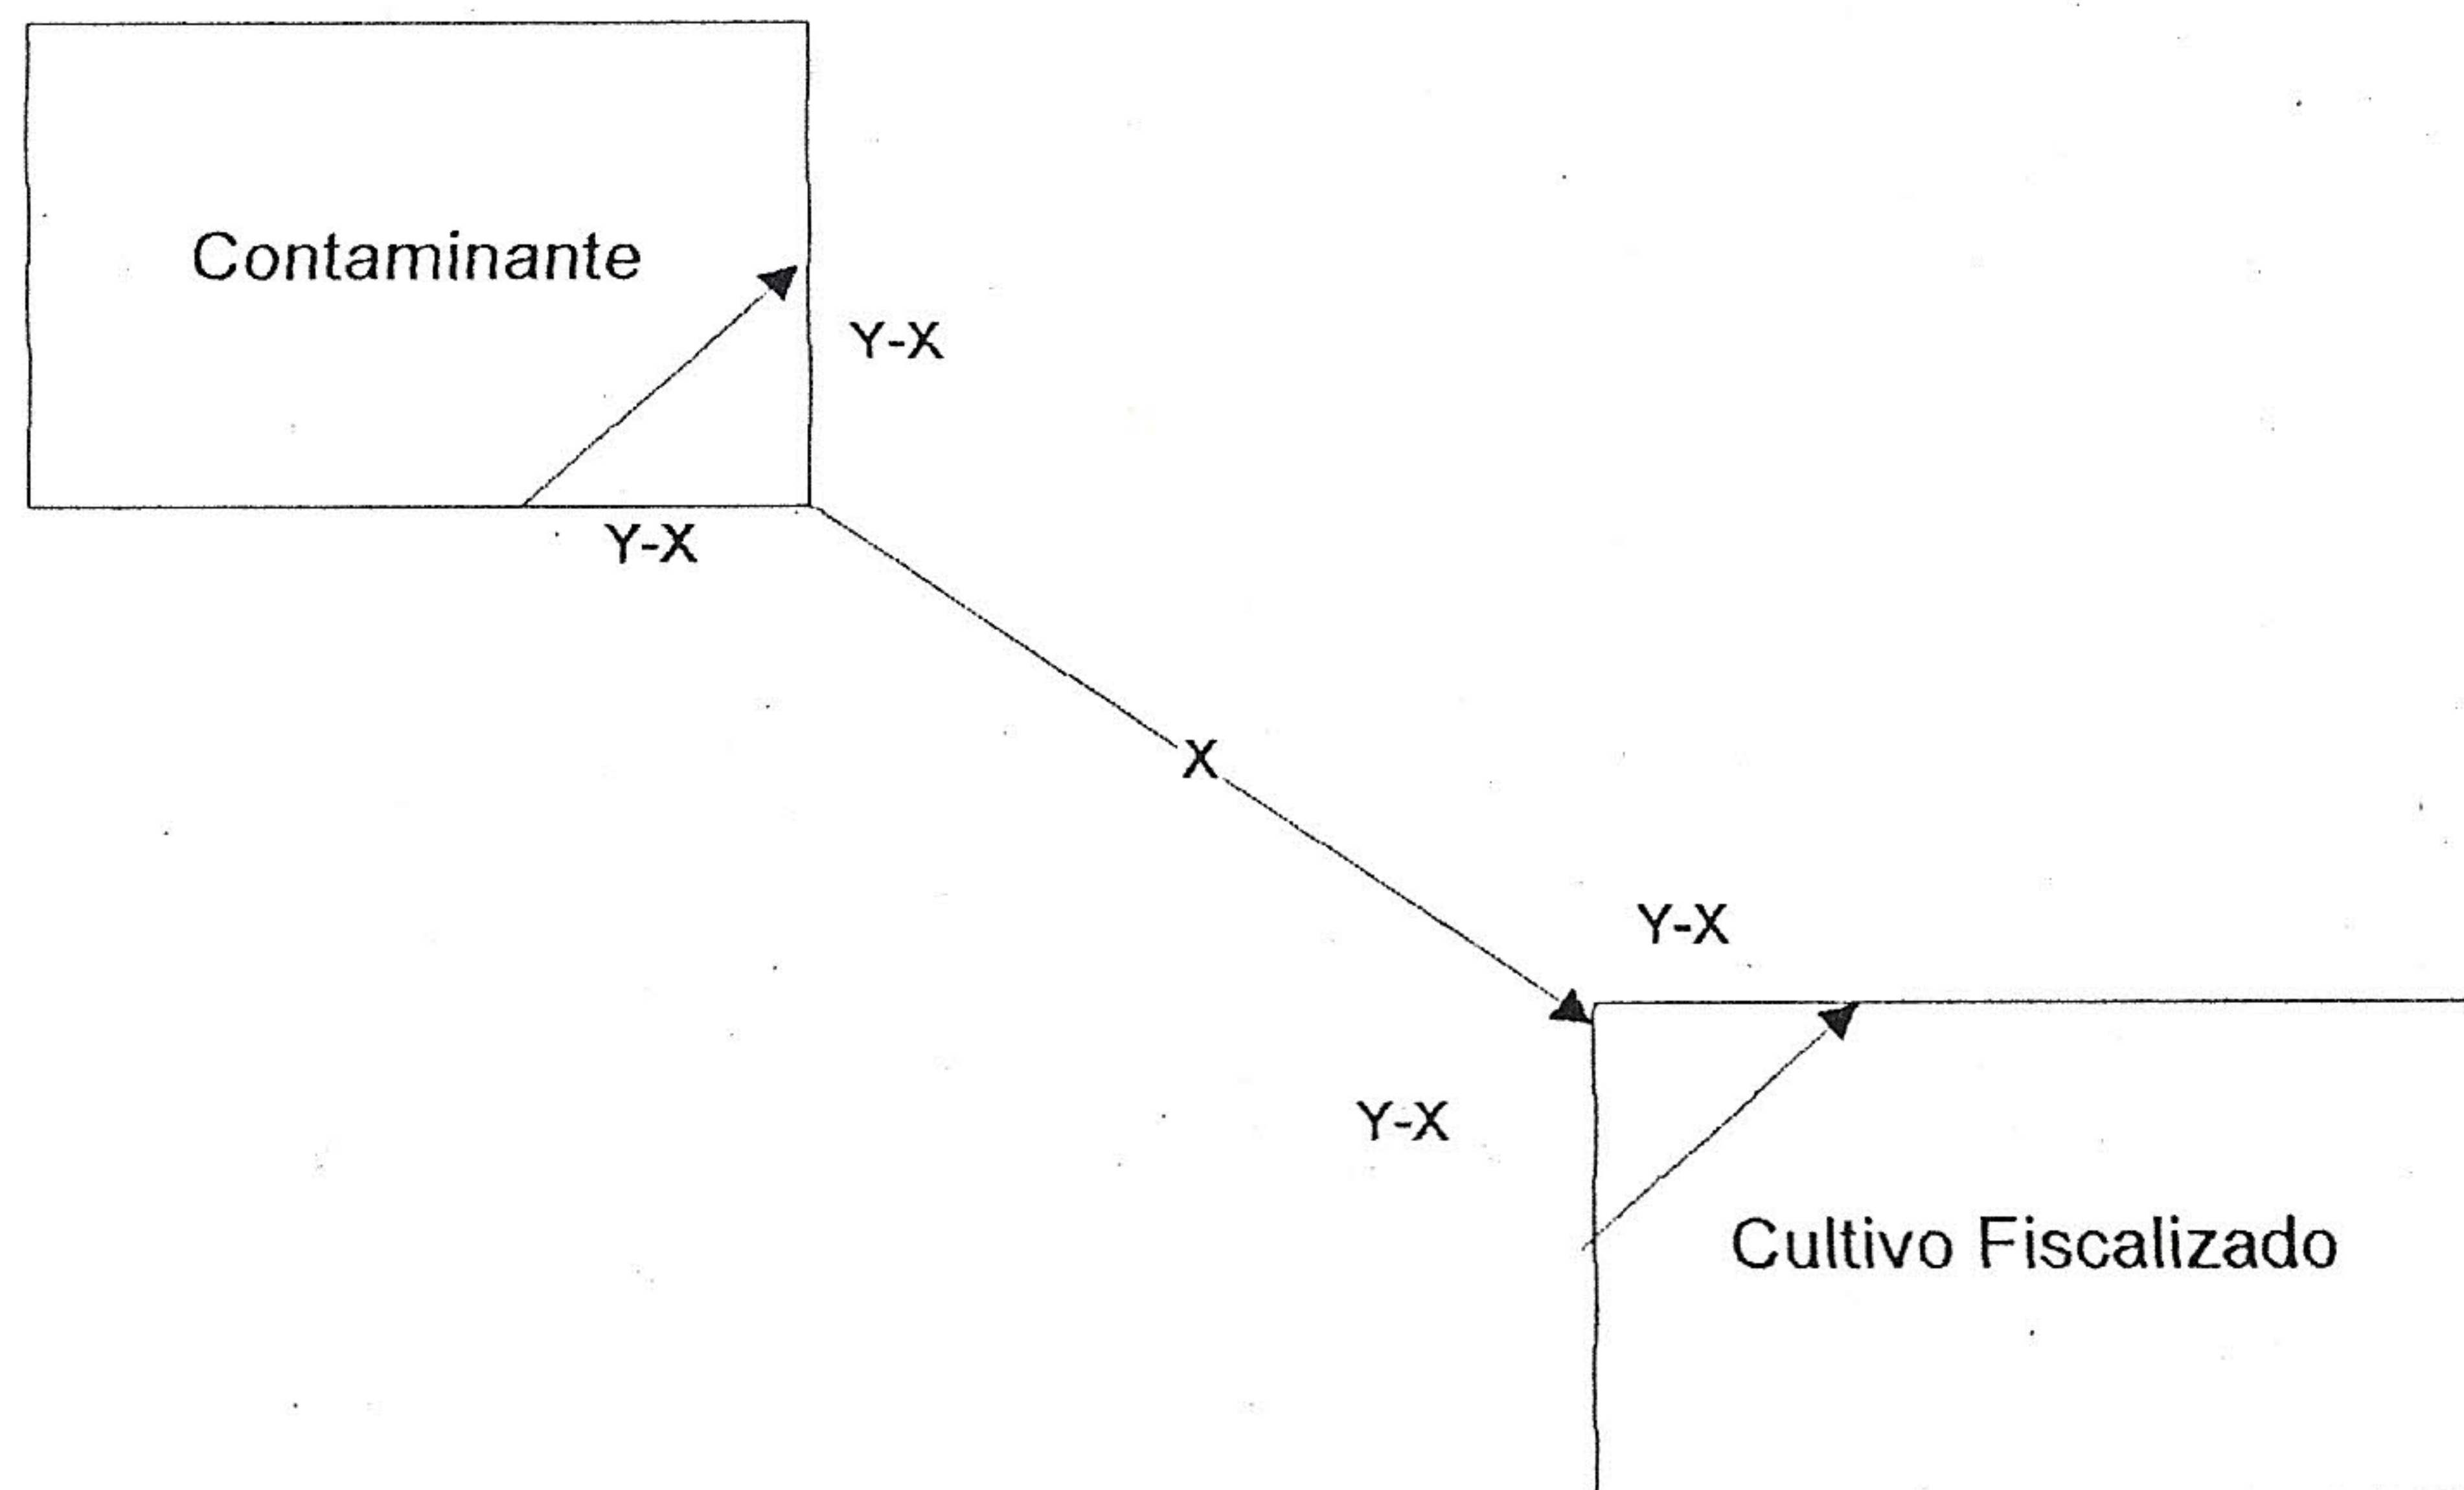 Contaminante
Y-X
Y-X
X
Y-X
Y-X
Cultivo Fiscalizado